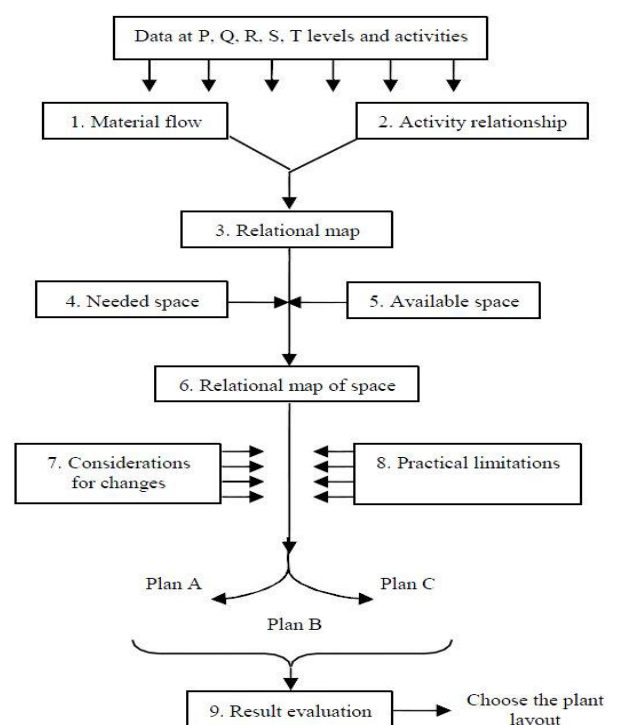 Data at P, Q, R, S, T levels and activities
1. Material flow
2. Activity relationship
3. Relational map
4. Needed space
5. Available space
6. Relational map of space
7. Considerations
for changes
8. Practical limitations
Plan A
Plan C
Plan B
9. Result evaluation
Choose the plant
layout